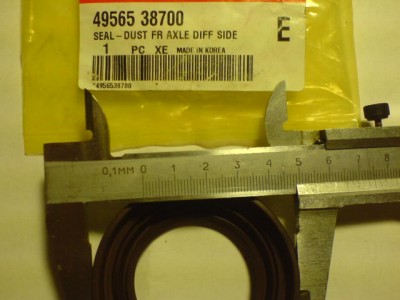 49565 38700
SEAL-DUST FR AXLE DIFF SIDE
1 PC XE MADE IN KOREA
E
*4956538700
0,1MM 0 1 2 3 4 5 6 7 8